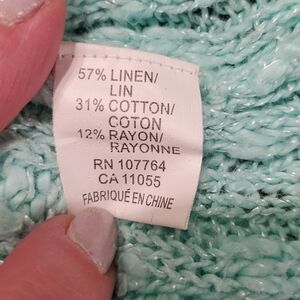 57% LINEN/
LIN
31% COTTON/
COTON
12% RAYON/
RAYONNE
RN 107764
CA 11055
FABRIQUÉ EN CHINE